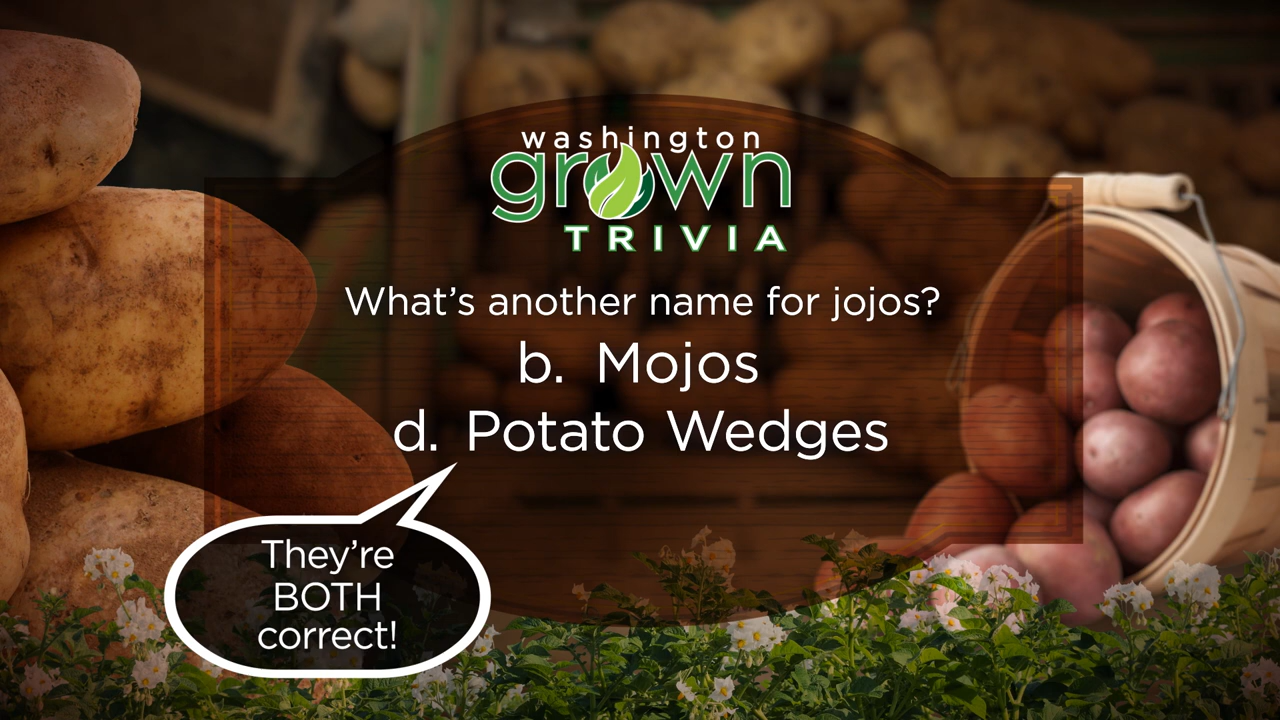 washington
grown
TRIVIA
What's another name for jojos?
b. Mojos
d. Potato Wedges
They're
BOTH
correct!